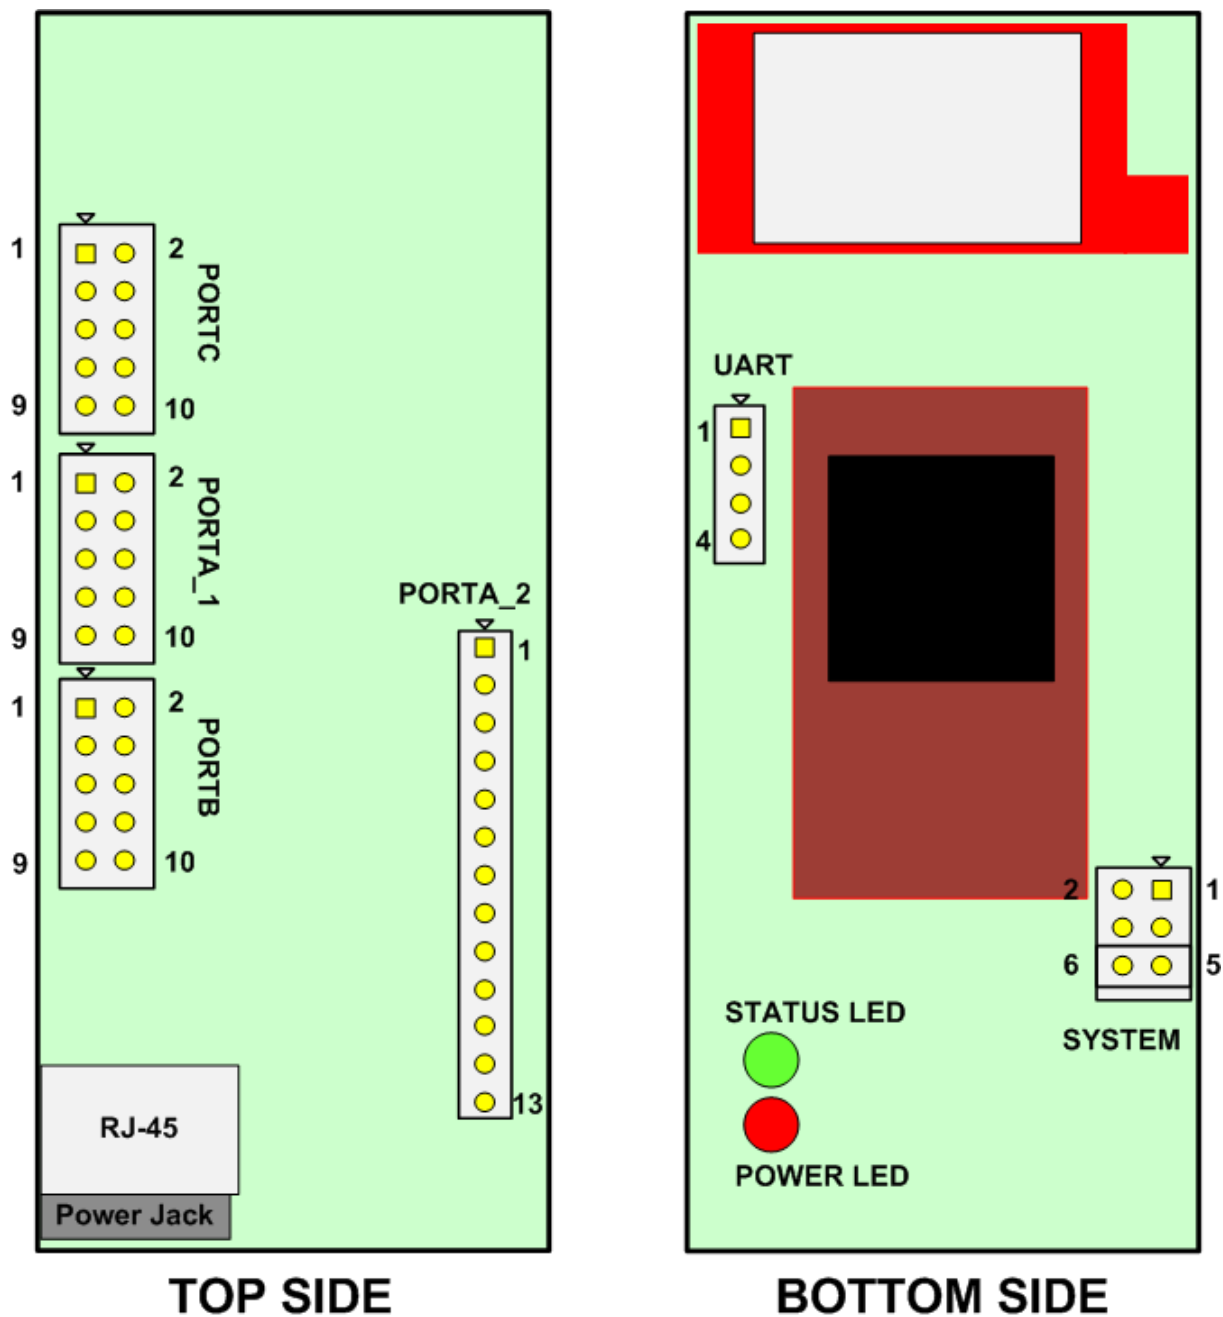 1
2
PORTC
9
10
1
2
PORTA_1
9
10
1
2
PORTB
9
10
PORTA_2
1
13
RJ-45
Power Jack
TOP SIDE
UART
1
4
2
1
6
5
SYSTEM
STATUS LED
POWER LED
BOTTOM SIDE